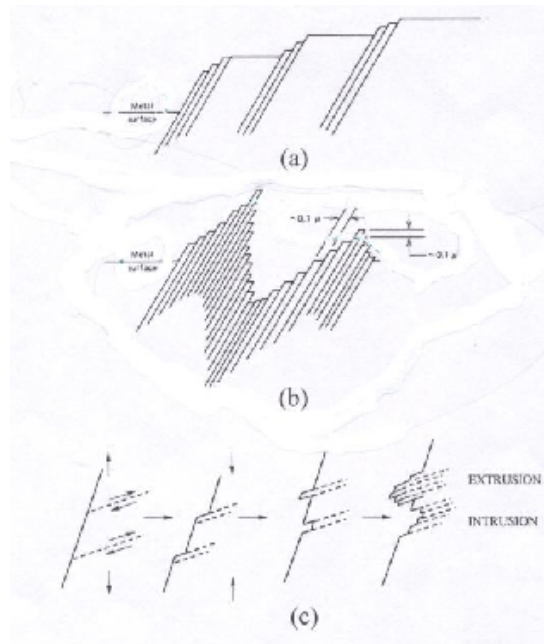 Metal
surface
(a)
~0.1 μ
Metal
surface
~0.1 μ
(b)
EXTRUSION
INTRUSION
(c)